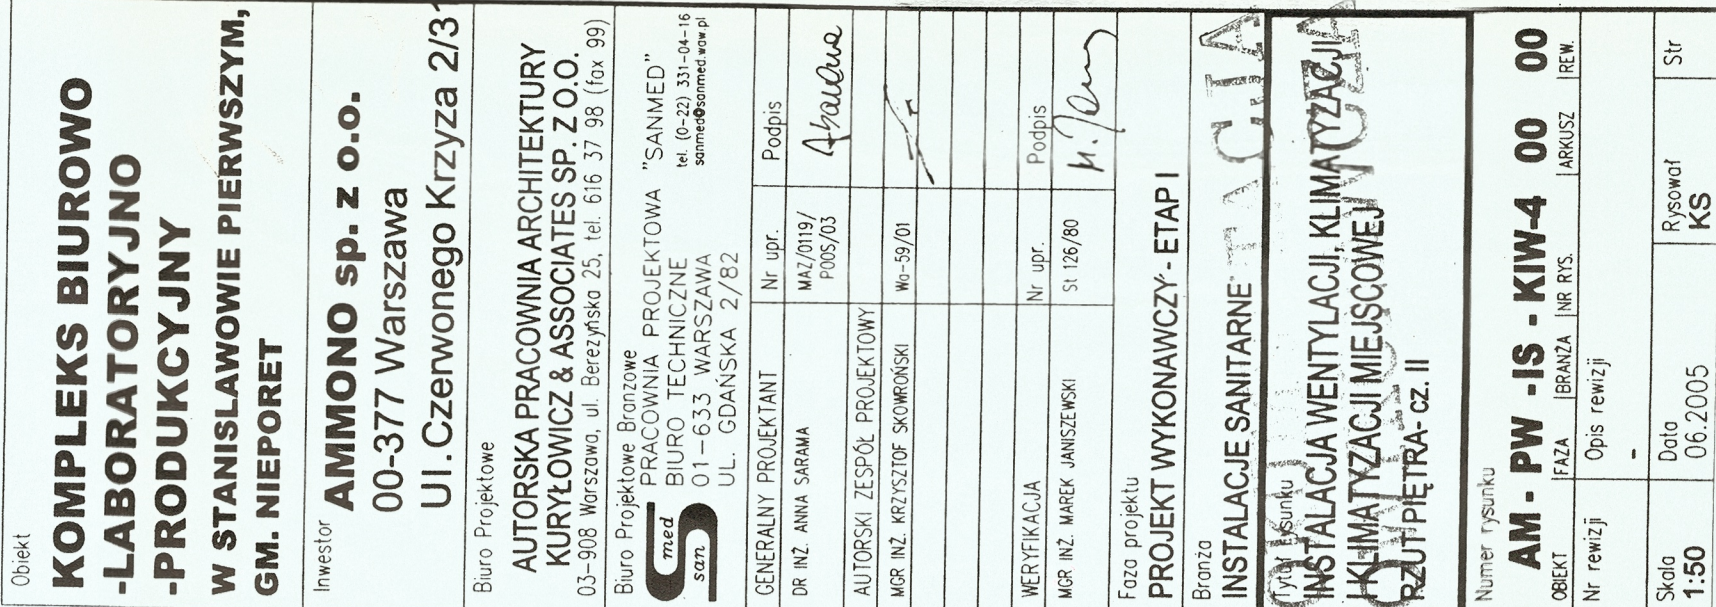 Obiekt
KOMPLEKS BIUROWO
-LABORATORYJNO
-PRODUKCYJNY
W STANISLAWOWIE PIERWSZYM,
GM. NIEPORET
Inwestor
AMMONO sp. z o.o.
00-377 Warszawa
Ul.Czerwonego Krzyza 2/31
Biuro Projektowe
AUTORSKA PRACOWNIA ARCHITEKTURY
KURYŁOWICZ & ASSOCIATES SP. Z O.O.
03-908 Warszawa, ul. Berezyńska 25, tel. 616 37 98 (fax 99)
Biuro Projektowe Branżowe
med
san
PRACOWNIA PROJEKTOWA "SANMED"
BIURO TECHNICZNE
tel. (0-22) 331-04-16
01-633 WARSZAWA
sanmed@sanmed.waw.pl
UL. GDAŃSKA 2/82
GENERALNY PROJEKTANT
Nr upr.
Podpis
DR INŻ. ANNA SARAMA
MAZ/0119/
POOS/03
AUTORSKI ZESPÓŁ PROJEKTOWY
MGR INŻ. KRZYSZTOF SKOWROŃSKI
Wa-59/01
WERYFIKACJA
Nr upr.
Podpis
MGR INŻ. MAREK JANISZEWSKI
St 126/80
Faza projektu
PROJEKT WYKONAWCZY - ETAP I
Branża
INSTALACJE SANITARNE
Tytuł rysunku
INSTALACJA WENTYLACJI, KLIMATYZACJI
I KLIMATYZACJI MIEJSCOWEJ
RZUT PIĘTRA- CZ. II
Numer rysunku
AM - PW -IS - KIW-4 00 00
OBIEKT FAZA BRANŻA NR RYS. ARKUSZ REW.
Nr rewizji
Opis rewizji
-
Skala
1:50
Data
06.2005
Rysował
KS
Str